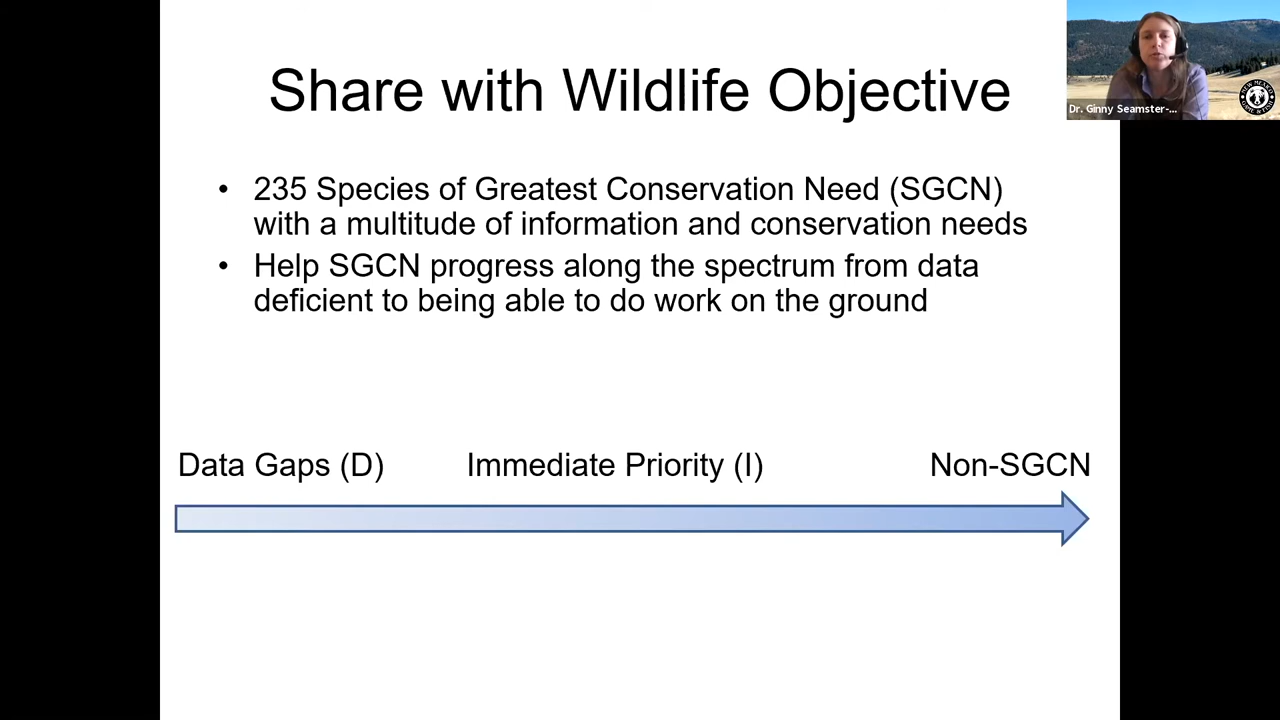 Share with Wildlife Objective
• 235 Species of Greatest Conservation Need (SGCN)
with a multitude of information and conservation needs
• Help SGCN progress along the spectrum from data
deficient to being able to do work on the ground
Data Gaps (D) Immediate Priority (I) Non-SGCN
Dr. Ginny Seamster-...